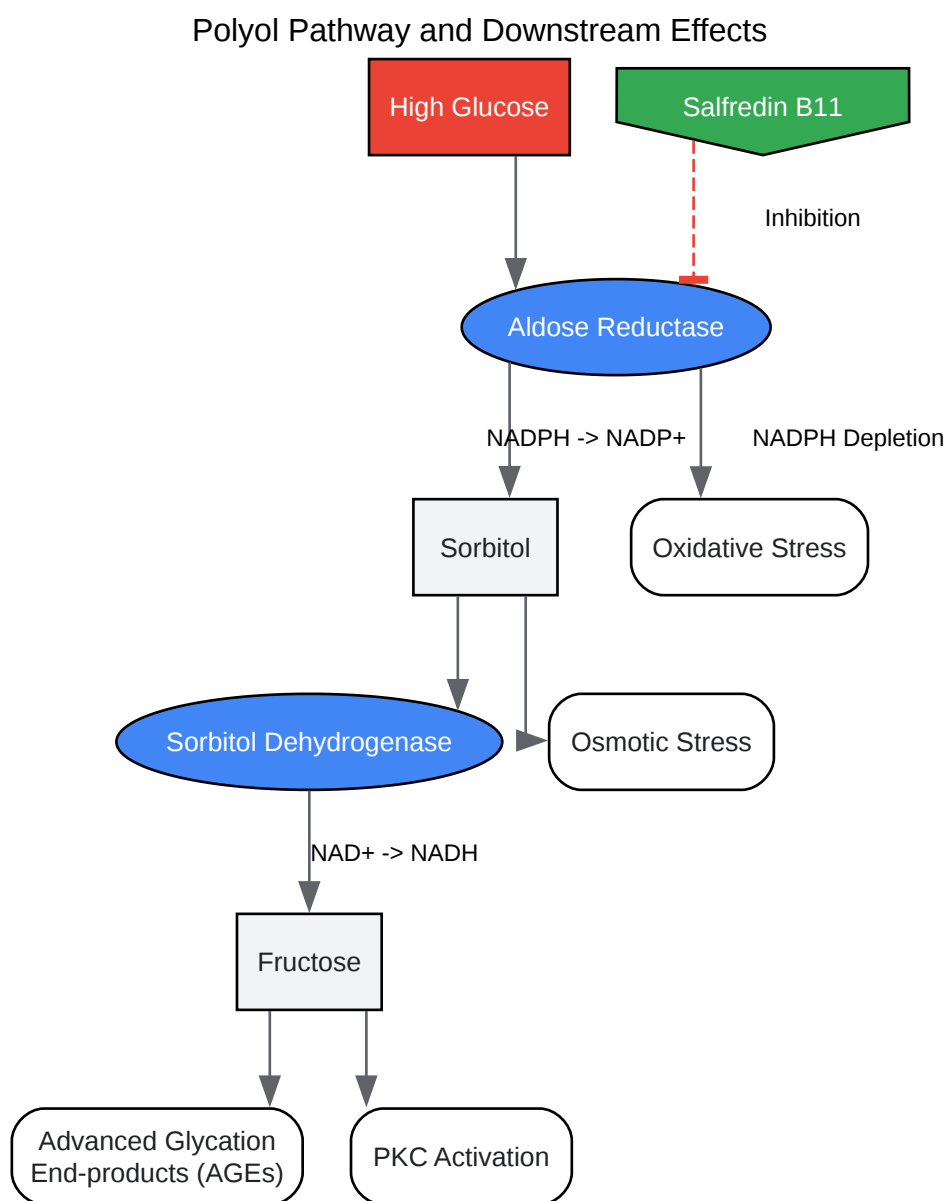 Polyol Pathway and Downstream Effects
High Glucose
Salfredin B11
Inhibition
Aldose Reductase
NADPH -> NADP+
NADPH Depletion
Sorbitol
Oxidative Stress
Sorbitol Dehydrogenase
Osmotic Stress
NAD+ -> NADH
Fructose
Advanced Glycation
End-products (AGEs)
PKC Activation